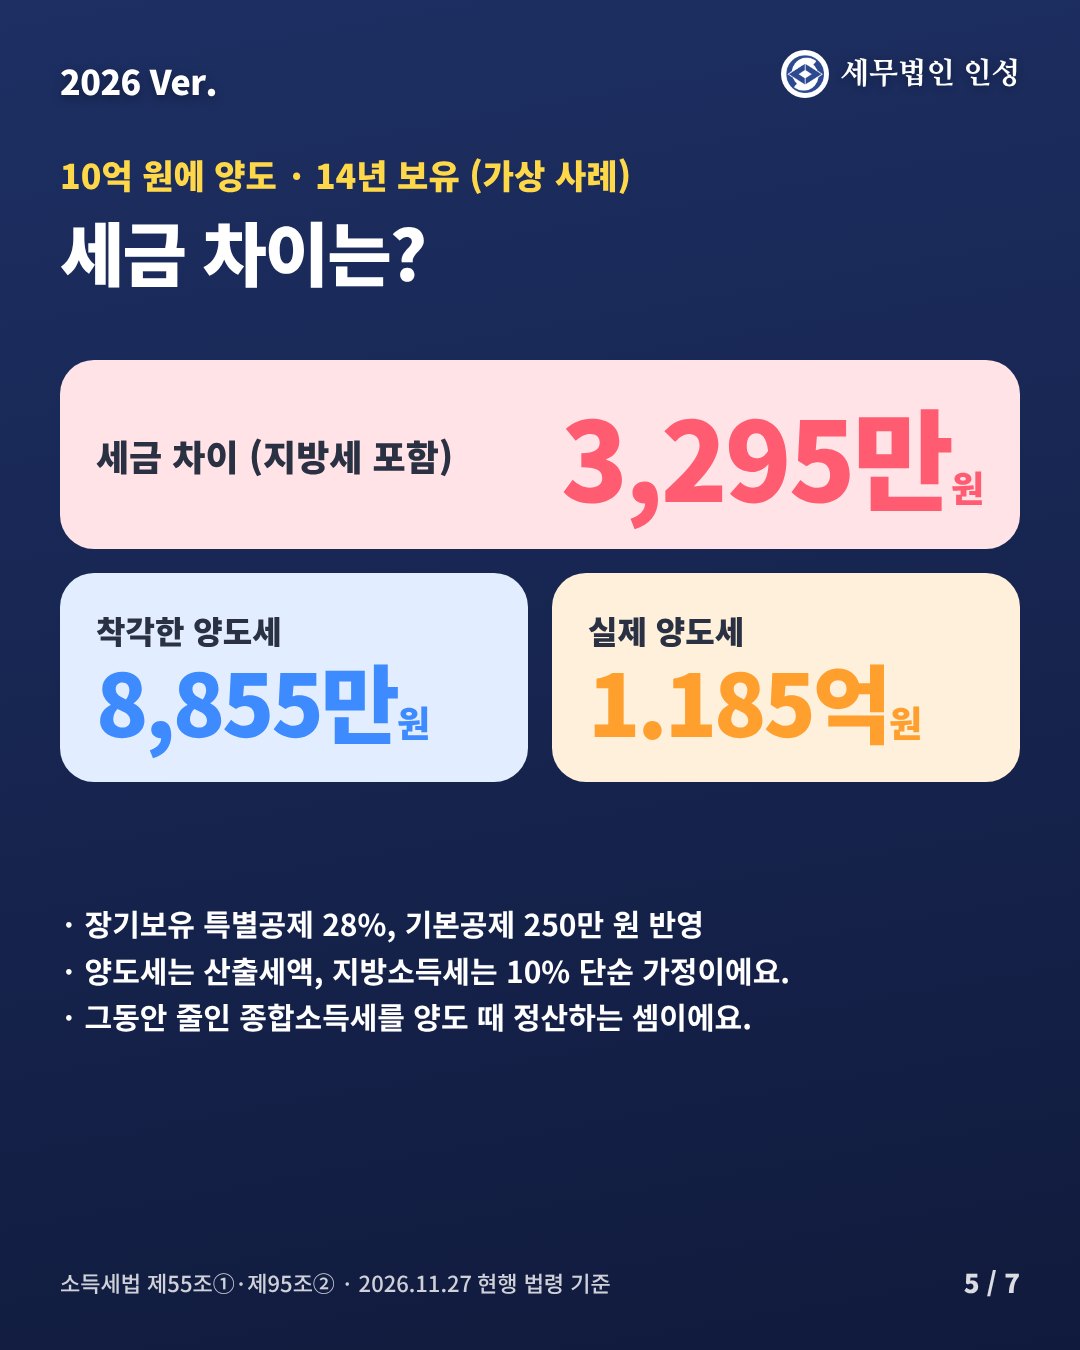 2026 Ver.
세무법인 인성
10억 원에 양도 · 14년 보유 (가상 사례)
세금 차이는?
세금 차이 (지방세 포함)
3,295만원
착각한 양도세
8,855만원
실제 양도세
1.185억원
· 장기보유 특별공제 28%, 기본공제 250만 원 반영
· 양도세는 산출세액, 지방소득세는 10% 단순 가정이에요.
· 그동안 줄인 종합소득세를 양도 때 정산하는 셈이에요.
소득세법 제55조①·제95조② · 2026.11.27 현행 법령 기준
5 / 7